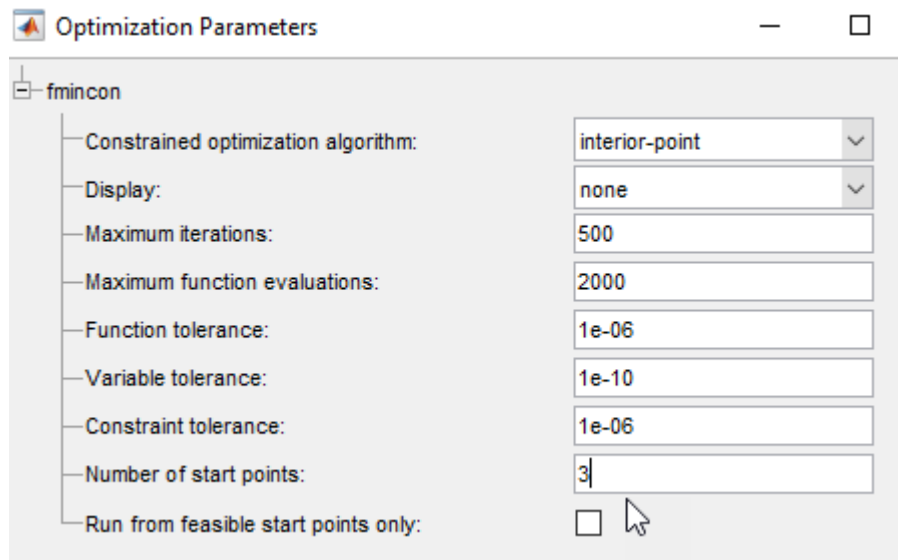 Optimization Parameters
fmincon
Constrained optimization algorithm: interior-point
Display: none
Maximum iterations: 500
Maximum function evaluations: 2000
Function tolerance: 1e-06
Variable tolerance: 1e-10
Constraint tolerance: 1e-06
Number of start points: 3
Run from feasible start points only: